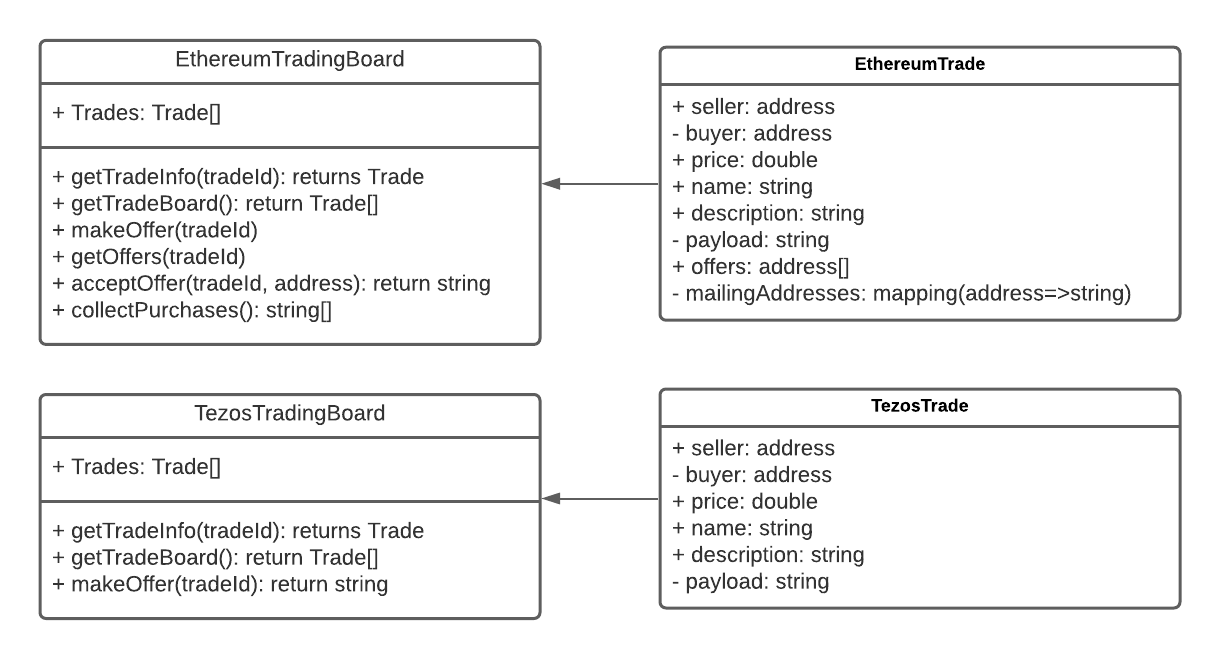 EthereumTradingBoard
+ Trades: Trade[]
+ getTradeInfo(tradeId): returns Trade
+ getTradeBoard(): return Trade[]
+ makeOffer(tradeId)
+ getOffers(tradeId)
+ acceptOffer(tradeId, address): return string
+ collectPurchases(): string[]
EthereumTrade
+ seller: address
- buyer: address
+ price: double
+ name: string
+ description: string
- payload: string
+ offers: address[]
- mailingAddresses: mapping(address=>string)
TezosTradingBoard
+ Trades: Trade[]
+ getTradeInfo(tradeId): returns Trade
+ getTradeBoard(): return Trade[]
+ makeOffer(tradeId): return string
TezosTrade
+ seller: address
- buyer: address
+ price: double
+ name: string
+ description: string
- payload: string